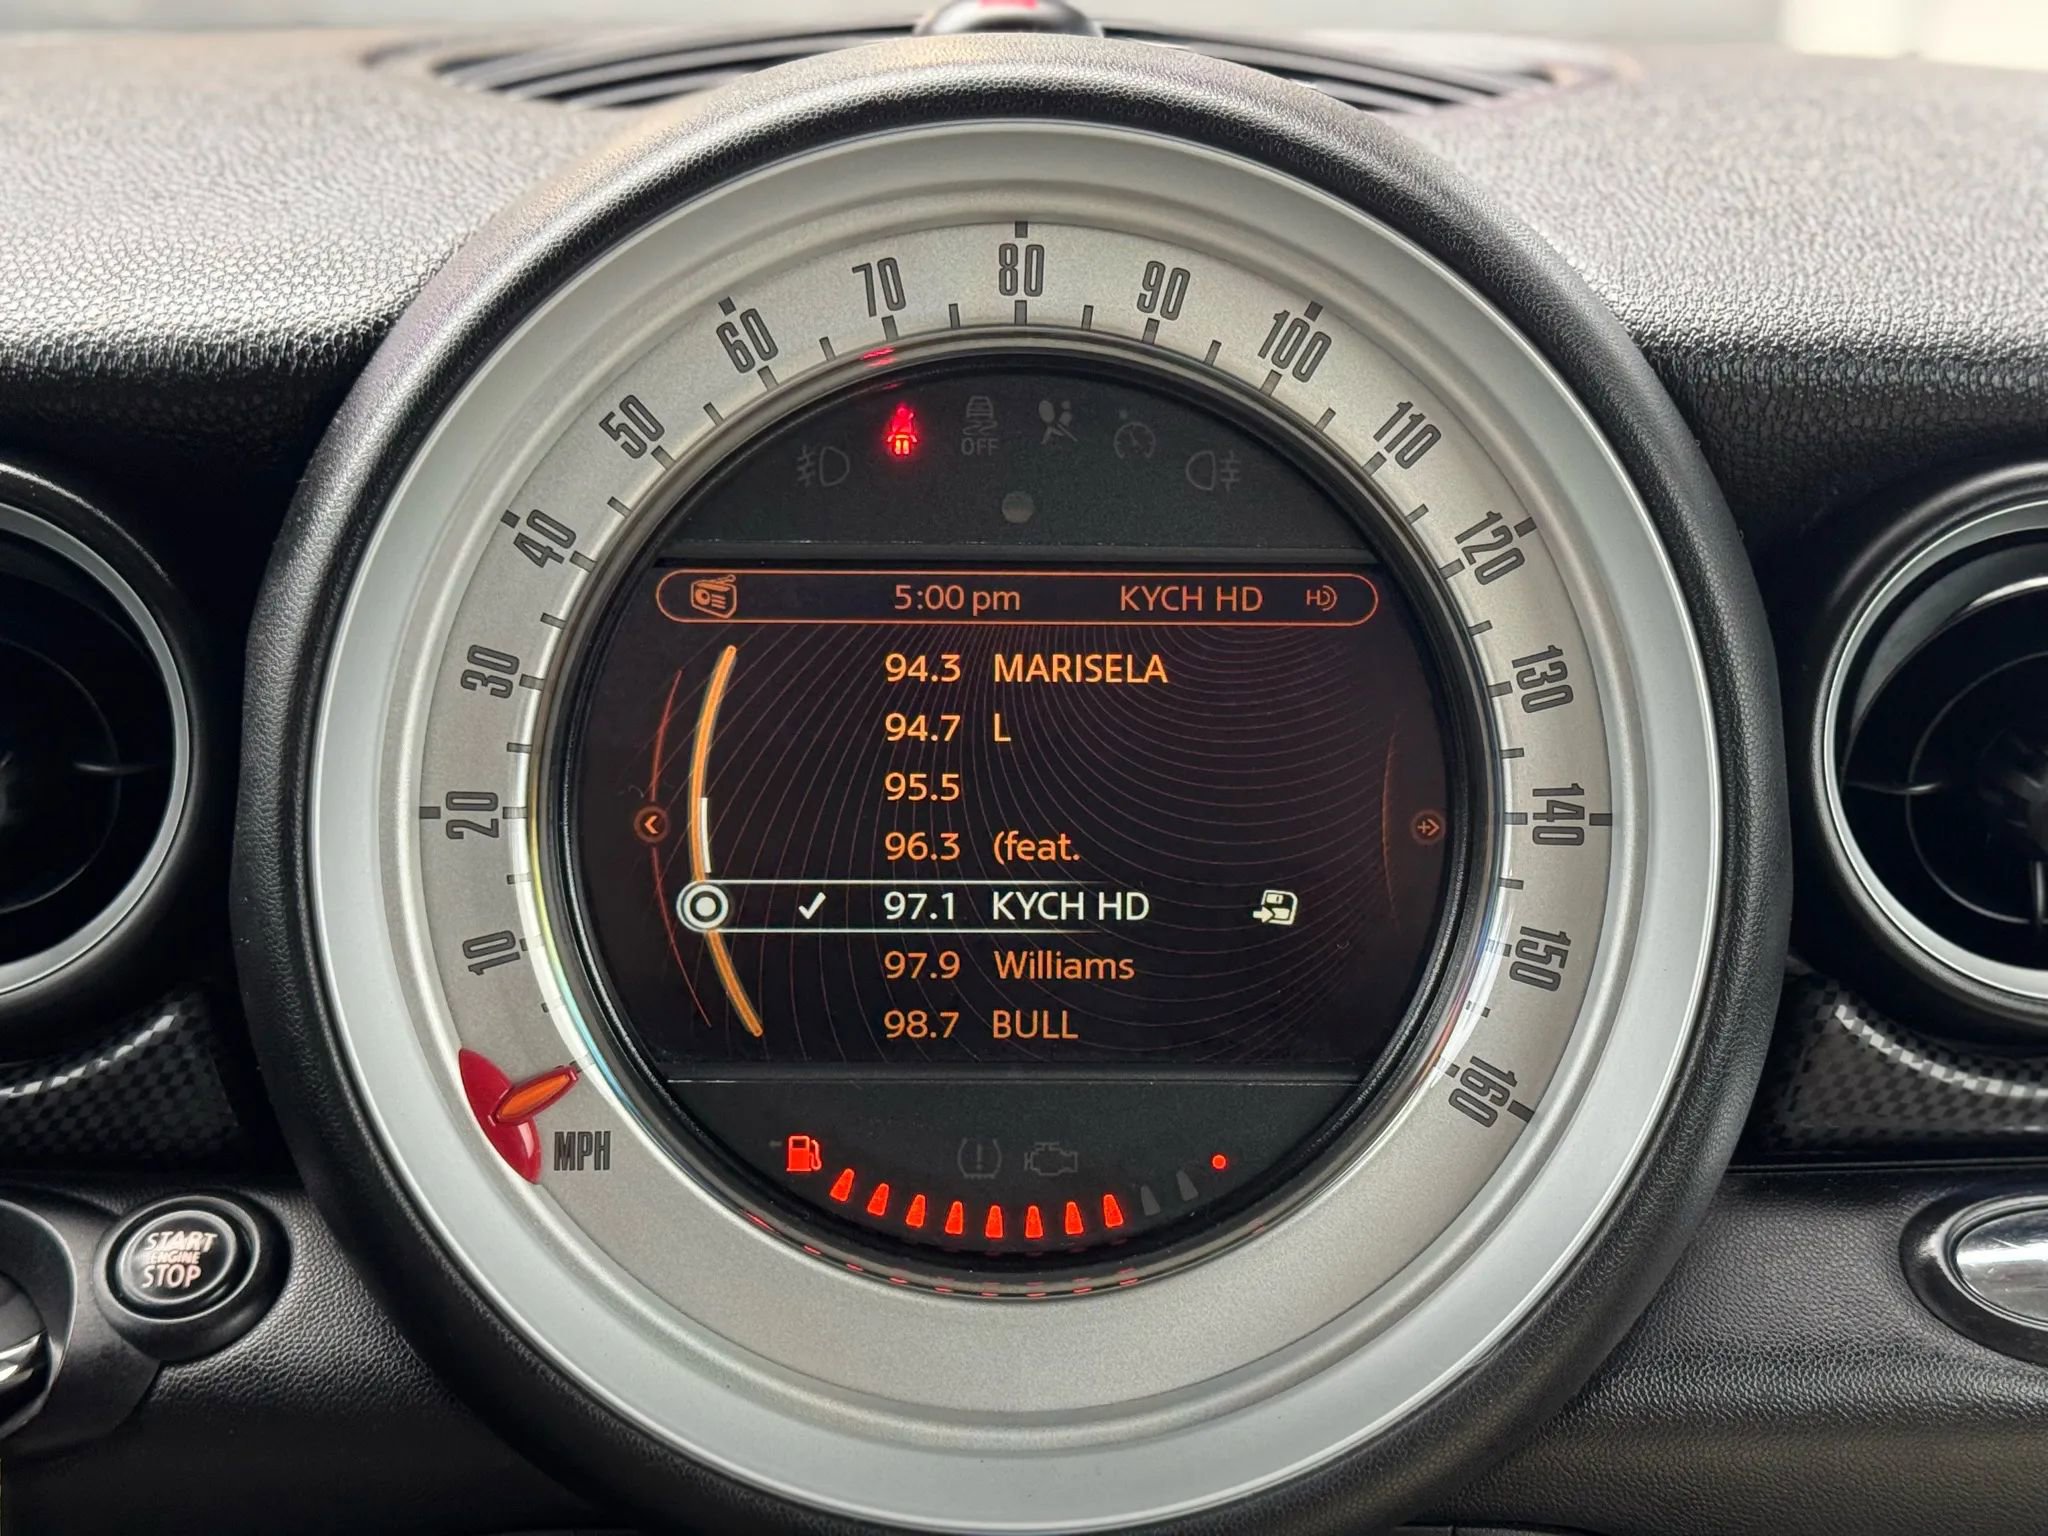 80
70
90
60
100
50
110
40
120
30
130
20
140
10
150
160
MPH
OFF
5:00 pm KYCH HD HD
94.3 MARISELA
94.7 L
95.5
96.3 (feat.
97.1 KYCH HD
97.9 Williams
98.7 BULL
START
ENGINE
STOP